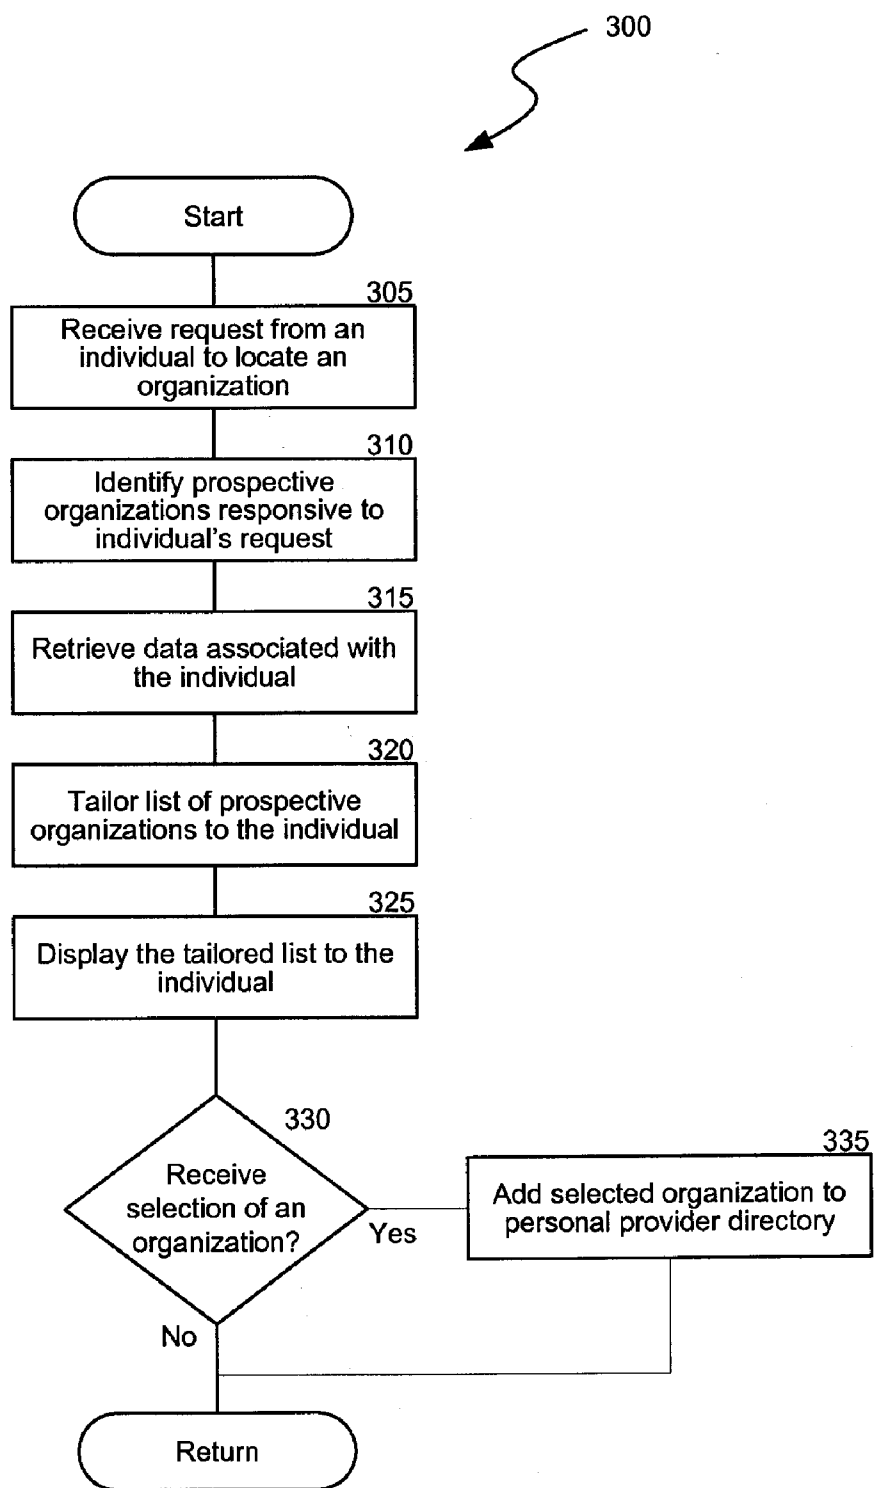 300
Start
305
Receive request from an
individual to locate an
organization
310
Identify prospective
organizations responsive to
individual's request
315
Retrieve data associated with
the individual
320
Tailor list of prospective
organizations to the individual
325
Display the tailored list to the
individual
330
Receive
selection of an
organization?
Yes
335
Add selected organization to
personal provider directory
No
Return